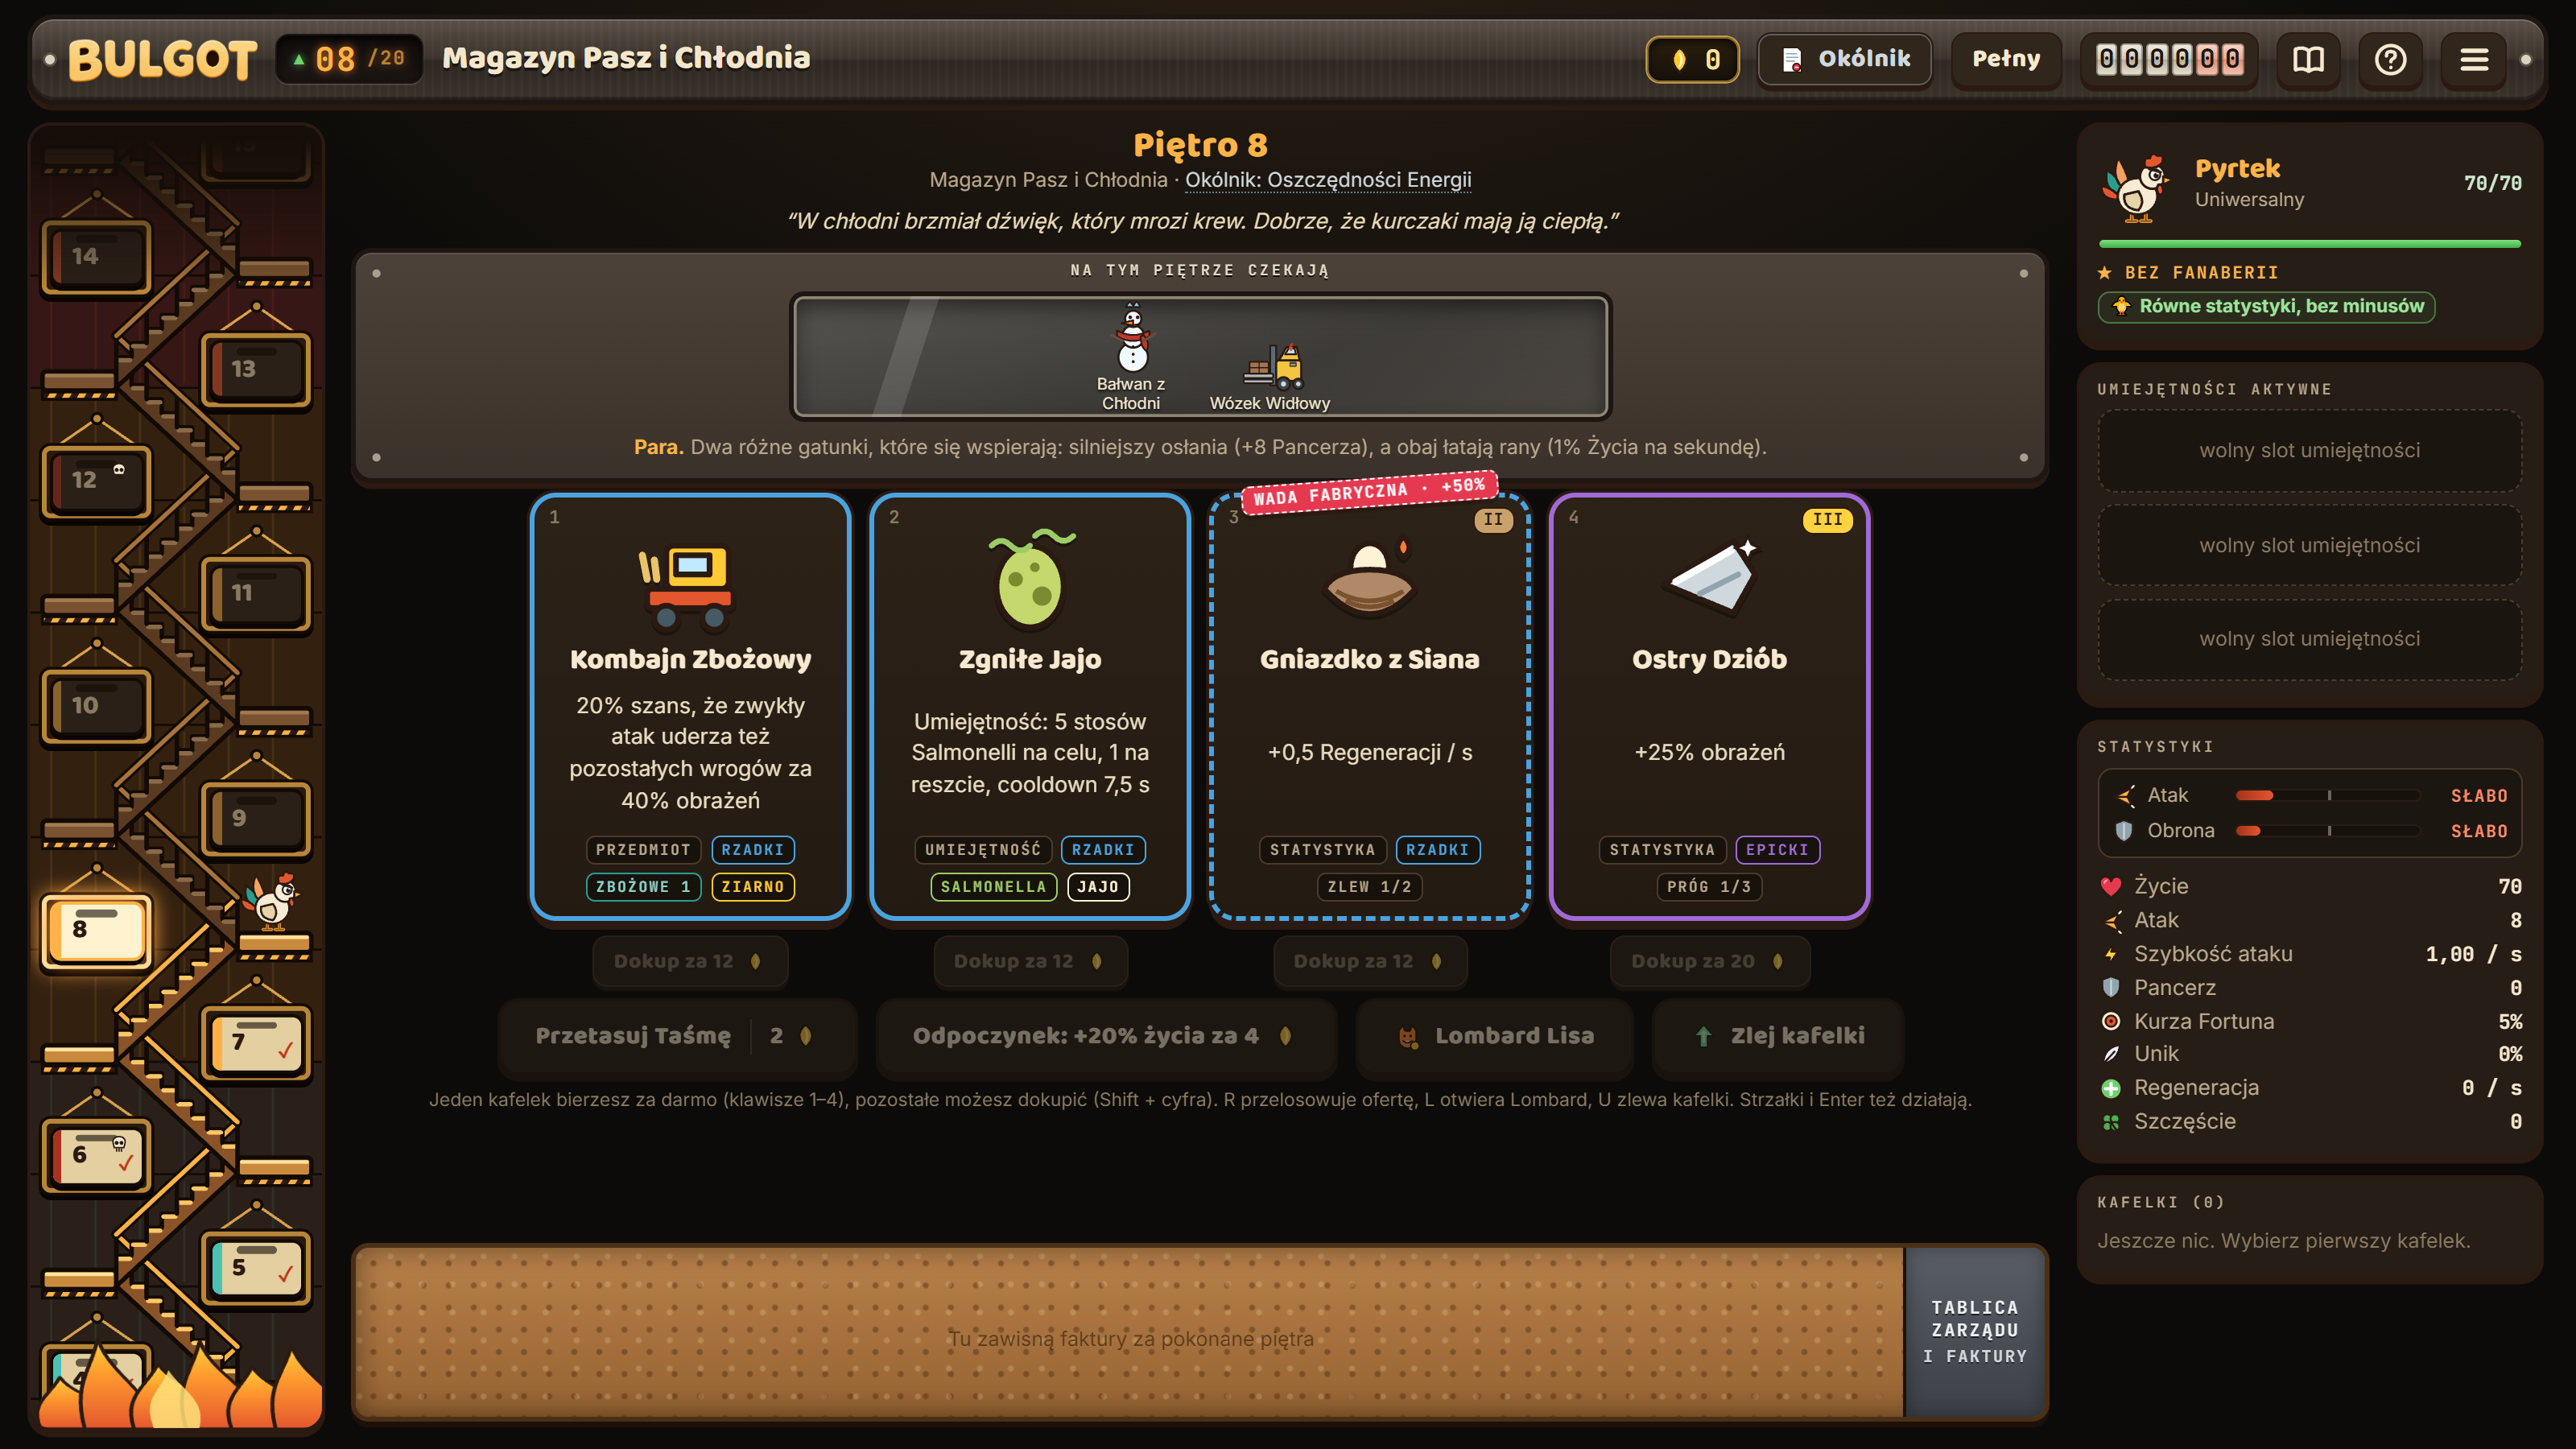 BULGOT
▲ 08 /20
Magazyn Pasz i Chłodnia
0
Okólnik
Pełny
000000
15
14
13
12
11
10
9
8
7
6
5
4
Piętro 8
Magazyn Pasz i Chłodnia · Okólnik: Oszczędności Energii
“W chłodni brzmiał dźwięk, który mrozi krew. Dobrze, że kurczaki mają ją ciepłą.”
NA TYM PIĘTRZE CZEKAJĄ
Bałwan z
Chłodni
Wózek Widłowy
Para. Dwa różne gatunki, które się wspierają: silniejszy osłania (+8 Pancerza), a obaj łatają rany (1% Życia na sekundę).
1
Kombajn Zbożowy
20% szans, że zwykły
atak uderza też
pozostałych wrogów za
40% obrażeń
PRZEDMIOT RZADKI
ZBOŻOWE 1 ZIARNO
Dokup za 12
2
Zgniłe Jajo
Umiejętność: 5 stosów
Salmonelli na celu, 1 na
reszcie, cooldown 7,5 s
UMIEJĘTNOŚĆ RZADKI
SALMONELLA JAJO
Dokup za 12
WADA FABRYCZNA · +50%
3
II
Gniazdko z Siana
+0,5 Regeneracji / s
STATYSTYKA RZADKI
ZLEW 1/2
Dokup za 12
4
III
Ostry Dziób
+25% obrażeń
STATYSTYKA EPICKI
PRÓG 1/3
Dokup za 20
Przetasuj Taśmę 2
Odpoczynek: +20% życia za 4
Lombard Lisa
Zlej kafelki
Jeden kafelek bierzesz za darmo (klawisze 1–4), pozostałe możesz dokupić (Shift + cyfra). R przelosowuje ofertę, L otwiera Lombard, U zlewa kafelki. Strzałki i Enter też działają.
Tu zawisną faktury za pokonane piętra
TABLICA
ZARZĄDU
I FAKTURY
Pyrtek
Uniwersalny
70/70
★ BEZ FANABERII
Równe statystyki, bez minusów
UMIEJĘTNOŚCI AKTYWNE
wolny slot umiejętności
wolny slot umiejętności
wolny slot umiejętności
STATYSTYKI
Atak SŁABO
Obrona SŁABO
Życie 70
Atak 8
Szybkość ataku 1,00 / s
Pancerz 0
Kurza Fortuna 5%
Unik 0%
Regeneracja 0 / s
Szczęście 0
KAFELKI (0)
Jeszcze nic. Wybierz pierwszy kafelek.